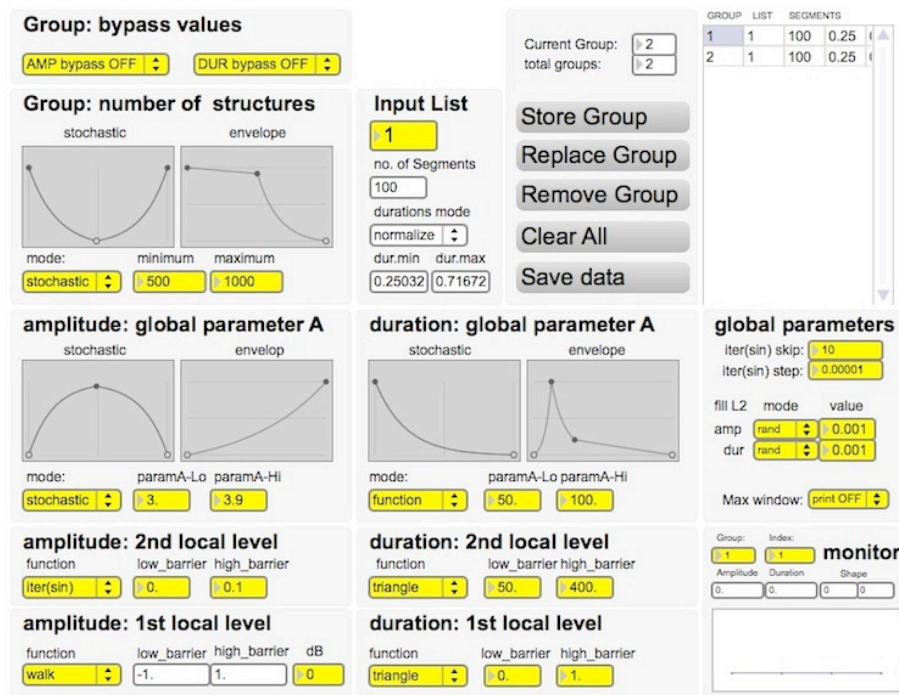 Group: bypass values
AMP bypass OFF DUR bypass OFF
Group: number of structures
stochastic envelope
mode: minimum maximum
stochastic 500 1000
Input List
1
no. of Segments
100
durations mode
normalize
dur.min dur.max
0.25032 0.71672
Current Group: 2
total groups: 2
Store Group
Replace Group
Remove Group
Clear All
Save data
GROUP LIST SEGMENTS
1 1 100 0.25
2 1 100 0.25
amplitude: global parameter A
stochastic envelop
mode: paramA-Lo paramA-Hi
stochastic 3. 3.9
duration: global parameter A
stochastic envelope
mode: paramA-Lo paramA-Hi
function 50. 100.
global parameters
iter(sin) skip: 10
iter(sin) step: 0.00001
fill L2 mode value
amp rand 0.001
dur rand 0.001
Max window: print OFF
amplitude: 2nd local level
function low_barrier high_barrier
iter(sin) 0. 0.1
duration: 2nd local level
function low_barrier high_barrier
triangle 50. 400.
Group: Index:
1 1 monitor
Amplitude Duration Shape
0. 0. 0 0
amplitude: 1st local level
function low_barrier high_barrier dB
walk -1. 1. 0
duration: 1st local level
function low_barrier high_barrier
triangle 0. 1.